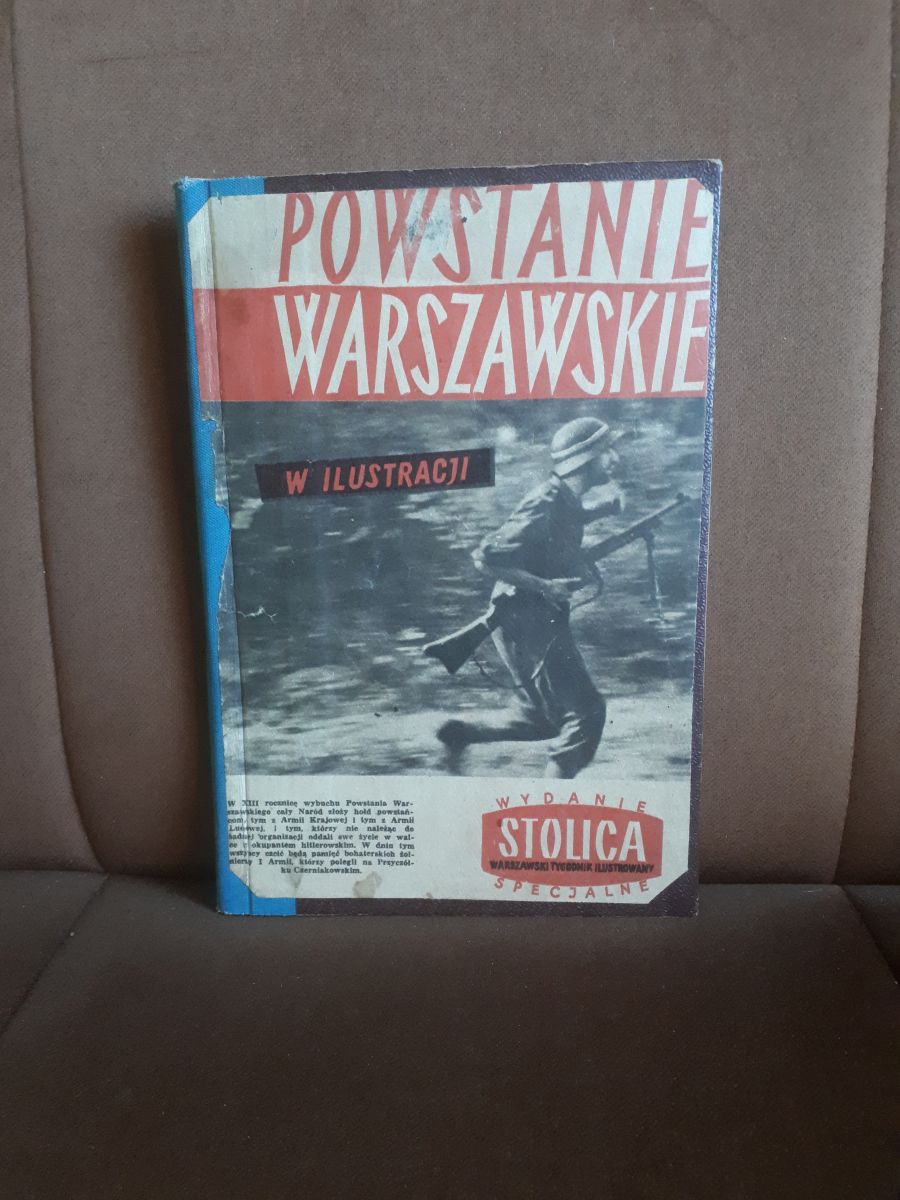 POWSTANIE
WARSZAWSKIE
W ILUSTRACJI
W XIII rocznicę wybuchu Powstania War-
szawskiego cały Naród złoży hołd powstań-
com, tym z Armii Krajowej i tym z Armii
Ludowej, i tym, którzy nie należąc do
żadnej organizacji oddali swe życie w wal-
ce z okupantem hitlerowskim. W dniu tym
wszyscy czcić będą pamięć bohaterskich żoł-
nierzy I Armii, którzy polegli na Przyczół-
ku Czerniakowskim.
WYDANIE
STOLICA
WARSZAWSKI TYGODNIK ILUSTROWANY
SPECJALNE